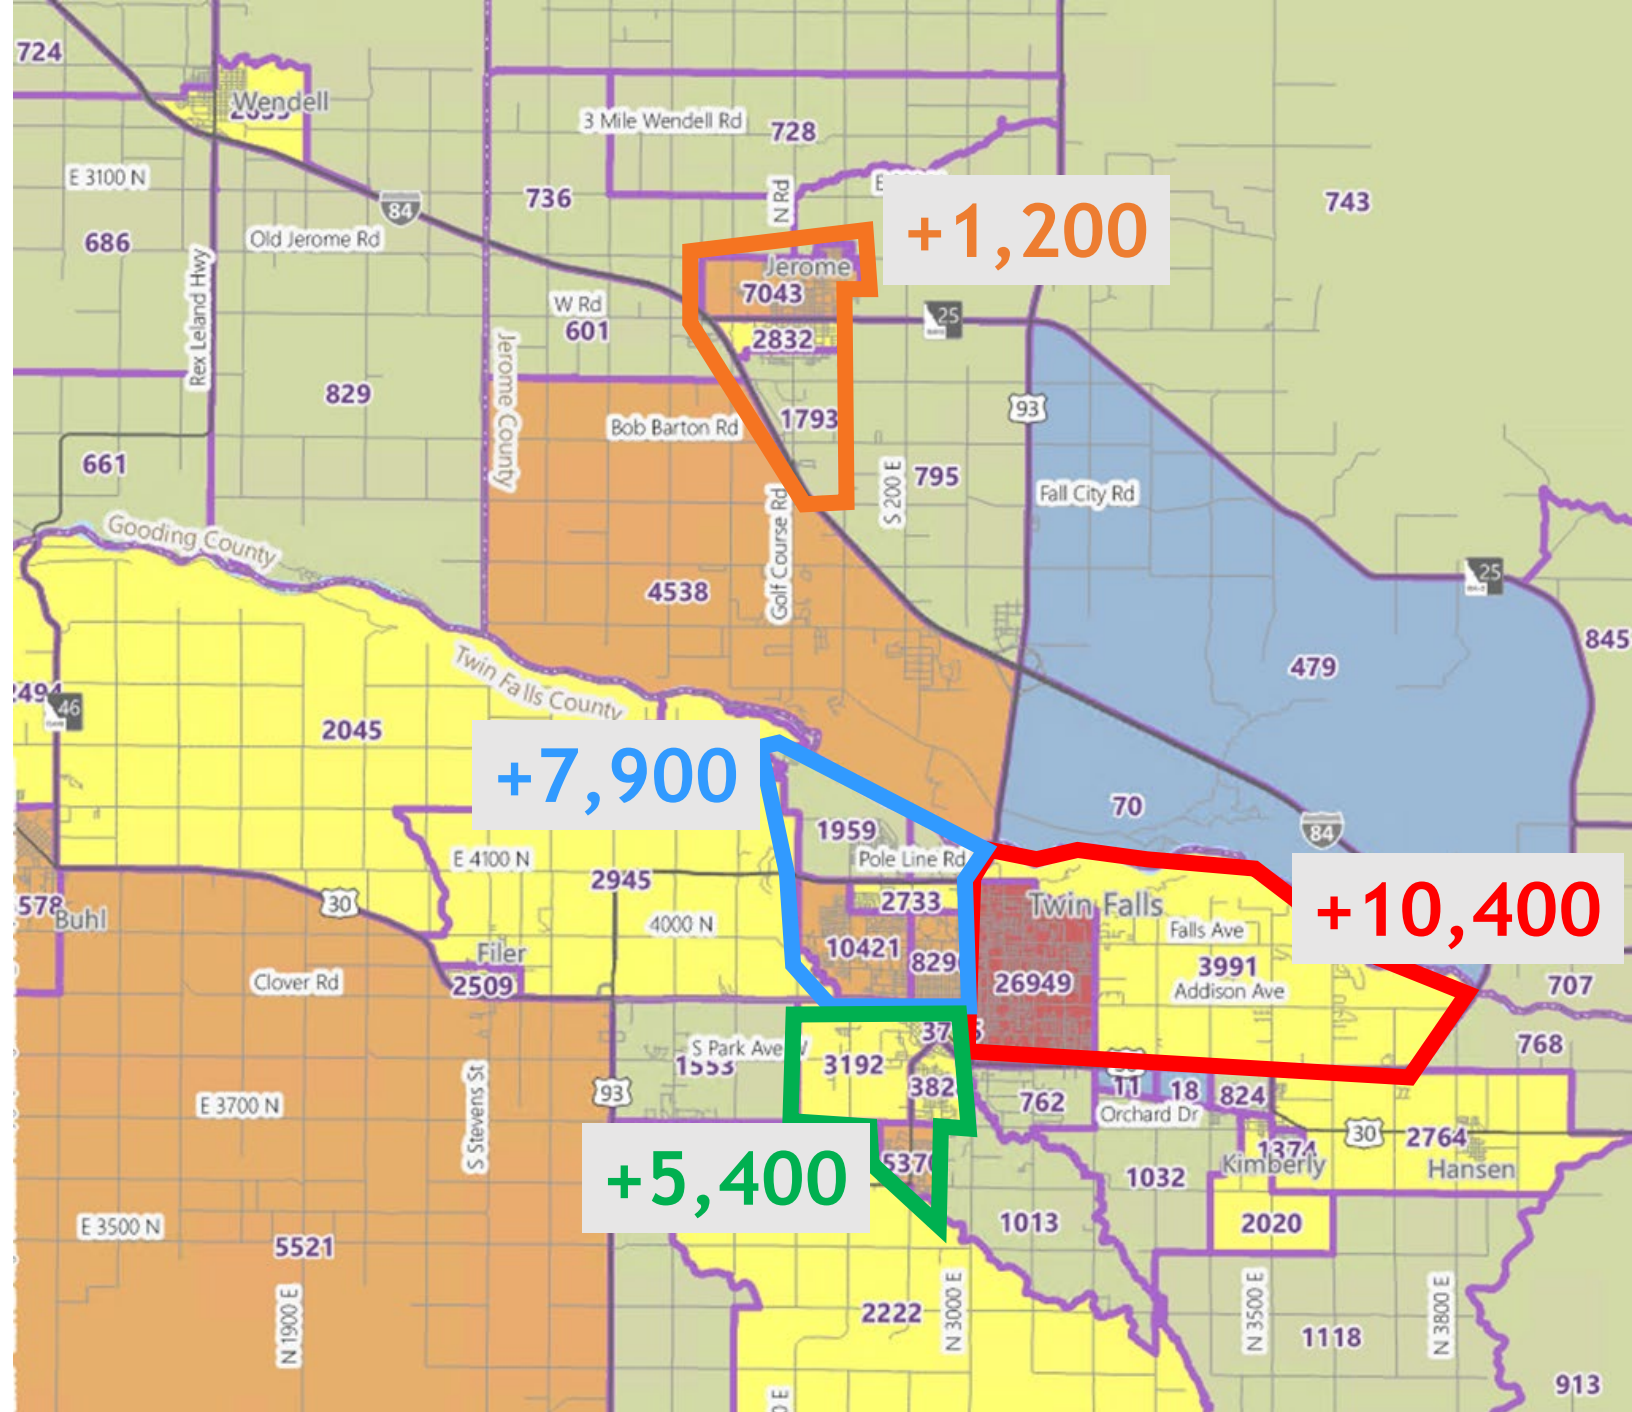 724
Wendell
3 Mile Wendell Rd
728
E 3100 N
736
N Rd
743
84
686
Old Jerome Rd
+1,200
Rex Leland Hwy
Jerome
7043
W Rd
601
25
2832
Jerome County
829
93
1793
Bob Barton Rd
661
795
S 200 E
Fall City Rd
Gooding County
Golf Course Rd
25
4538
845
479
Twin Falls County
46
2045
+7,900
70
84
1959
E 4100 N
Pole Line Rd
2945
30
2733
Twin Falls
+10,400
578
Buhl
4000 N
Falls Ave
10421
829
Filer
3991
Clover Rd
2509
26949
Addison Ave
707
S Park Ave W
1553
3192
768
382
11
18
824
93
762
Orchard Dr
E 3700 N
S Stevens St
30
2764
1374
Kimberly
Hansen
537
1032
+5,400
E 3500 N
1013
2020
5521
N 1900 E
2222
N 3000 E
N 3500 E
N 3800 E
1118
913